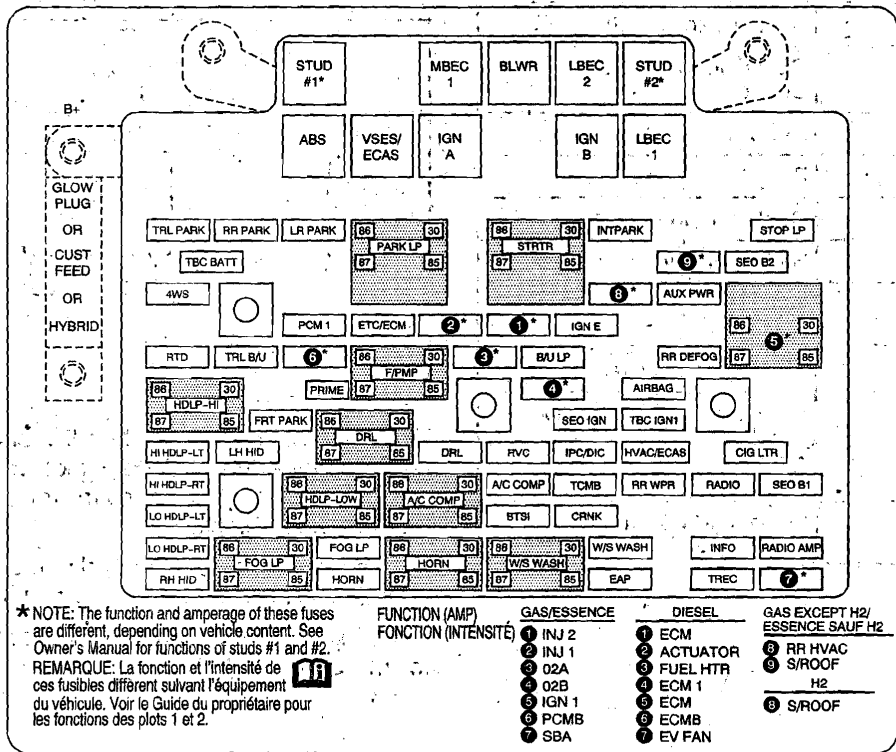 STUD #1*
MBEC 1
BLWR
LBEC 2
STUD #2*
B+
ABS
VSES/ ECAS
IGN A
IGN B
LBEC 1
GLOW PLUG
OR
CUST FEED
OR
HYBRID
TRL PARK
RR PARK
LR PARK
86 30
PARK LP
87 85
86 30
STRTR
87 85
INTPARK
STOP LP
TBC BATT
9*
SEO B2
4WS
8*
AUX PWR
PCM 1
ETC/ECM
2*
1*
IGN E
86 30
5*
87 85
RTD
TRL B/U
6*
86 30
F/PMP
87 85
3*
B/U LP
RR DEFOG
PRIME
4*
AIRBAG
86 30
HDLP-HI
87 85
FRT PARK
86 30
DRL
87 85
SEO IGN
TBC IGN1
HI HDLP-LT
LH HID
DRL
RVC
IPC/DIC
HVAC/ECAS
CIG LTR
HI HDLP-RT
86 30
HDLP-LOW
87 85
86 30
A/C COMP
87 85
A/C COMP
TCMB
RR WPR
RADIO
SEO B1
LO HDLP-LT
BTSI
CRNK
LO HDLP-RT
86 30
FOG LP
87 85
FOG LP
86 30
HORN
87 85
86 30
W/S WASH
87 85
W/S WASH
INFO
RADIO AMP
RH HID
HORN
EAP
TREC
7*
* NOTE: The function and amperage of these fuses
are different, depending on vehicle content. See
Owner's Manual for functions of studs #1 and #2.
REMARQUE: La fonction et l'intensité de
ces fusibles diffèrent suivant l'équipement
du véhicule. Voir le Guide du propriétaire pour
les fonctions des plots 1 et 2.
FUNCTION (AMP)
FONCTION (INTENSITÉ)
GAS/ESSENCE
1 INJ 2
2 INJ 1
3 02A
4 02B
5 IGN 1
6 PCMB
7 SBA
DIESEL
1 ECM
2 ACTUATOR
3 FUEL HTR
4 ECM 1
5 ECM
6 ECMB
7 EV FAN
GAS EXCEPT H2/
ESSENCE SAUF H2
8 RR HVAC
9 S/ROOF
H2
8 S/ROOF